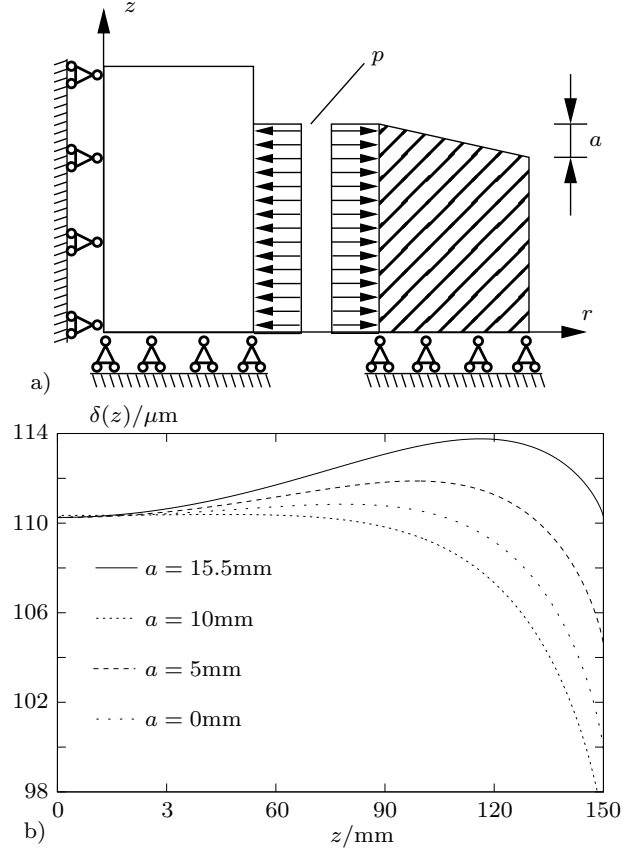 z
p
a
r
a)
δ(z)/μm
114
110
106
102
98
a = 15.5mm
a = 10mm
a = 5mm
a = 0mm
0 3 60 90 120 150
b)
z/mm